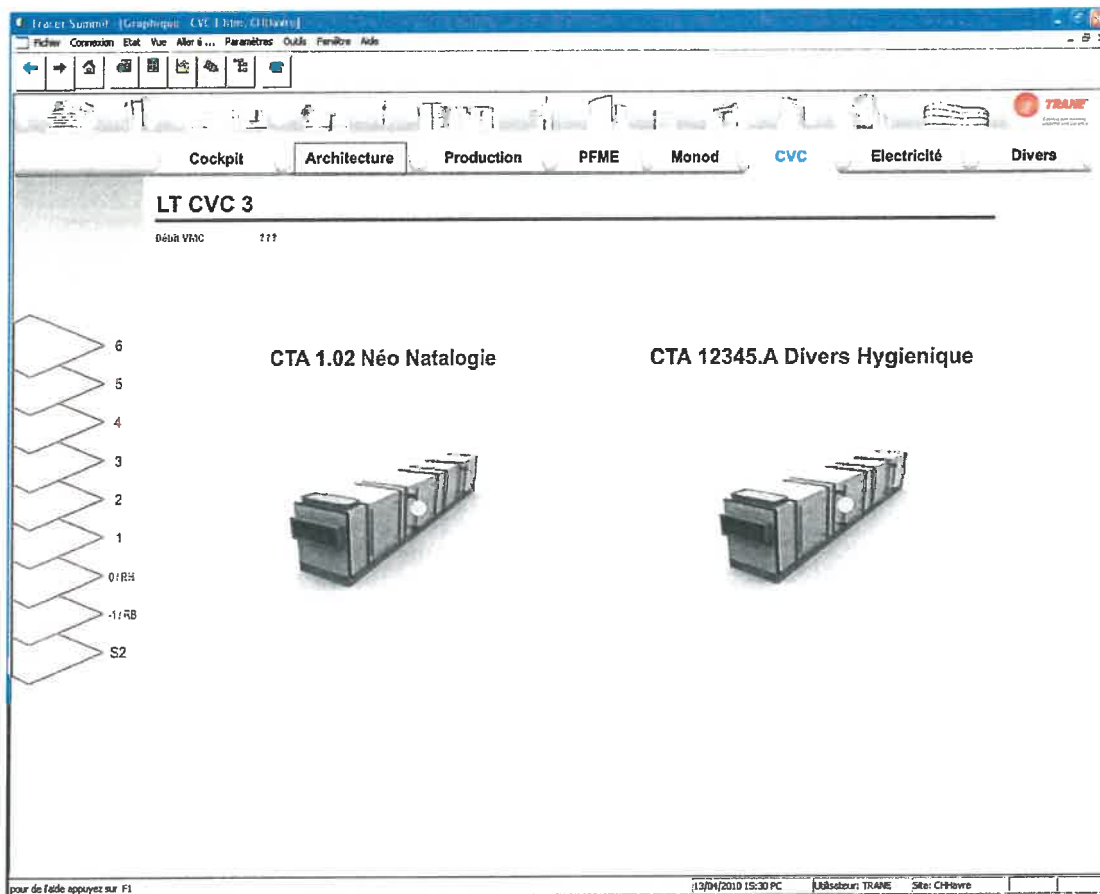 Tracer Summit - [Graphique
Fichier Connexion Etat Vue Aller à ... Paramètres Outils Fenêtre Aide
TRANE
Cockpit Architecture Production PFME Monod CVC Electricité Divers
LT CVC 3
Débit VMC ???
CTA 1.02 Néo Natalogie CTA 12345.A Divers Hygienique
6
5
4
3
2
1
0/RH
-1/RB
S2
pour de l'aide appuyez sur F1 13/04/2010 15:30 PC Utilisateur: TRANE Site: CHHavre